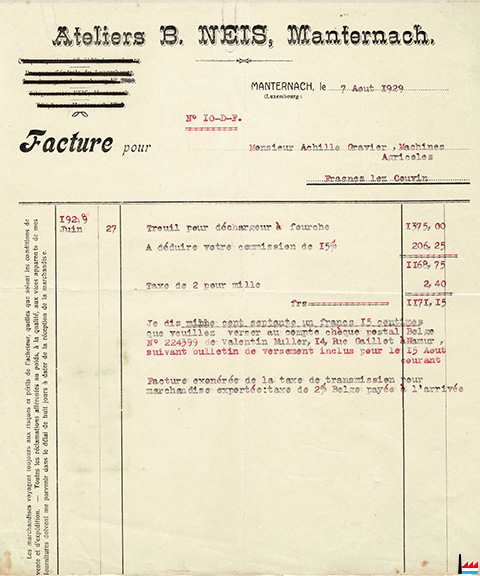 Ateliers B. NEIS, Manternach.
MANTERNACH, le 7 Aout 1929
(Luxembourg)
N° IO-D-F.
Facture pour
Monsieur Achille Gravier , Machines
Agricoles
Frasnes lez Couvin
1929
Juin 27 Treuil pour déchargeur à fourche 1375,00
A déduire votre commission de 15% 206,25
1168,75
Taxe de 2 pour mille 2,40
frs 1171,15
Je dis mihhe cent septante un francs I5 centimes
que veuillez verser au compte chèque postal Belge
N° 224399 de Valentin Muller, I4, Rue Gaillot à Namur ,
suivant bulletin de versement inclus pour le I5 Aout
courant
Facture exonérée de la taxe de transmission pour
marchandise exportée:taxe de 2% Belge payée à l'arrivée
Les marchandises voyagent toujours aux risques et périls de l'acheteur, quelles que soient les conditions de
vente et d'expédition. — Toutes les réclamations afférentes au poids, à la qualité, aux vices apparents de mes
fournitures doivent me parvenir dans le délai de huit jours à dater de la réception de la marchandise.